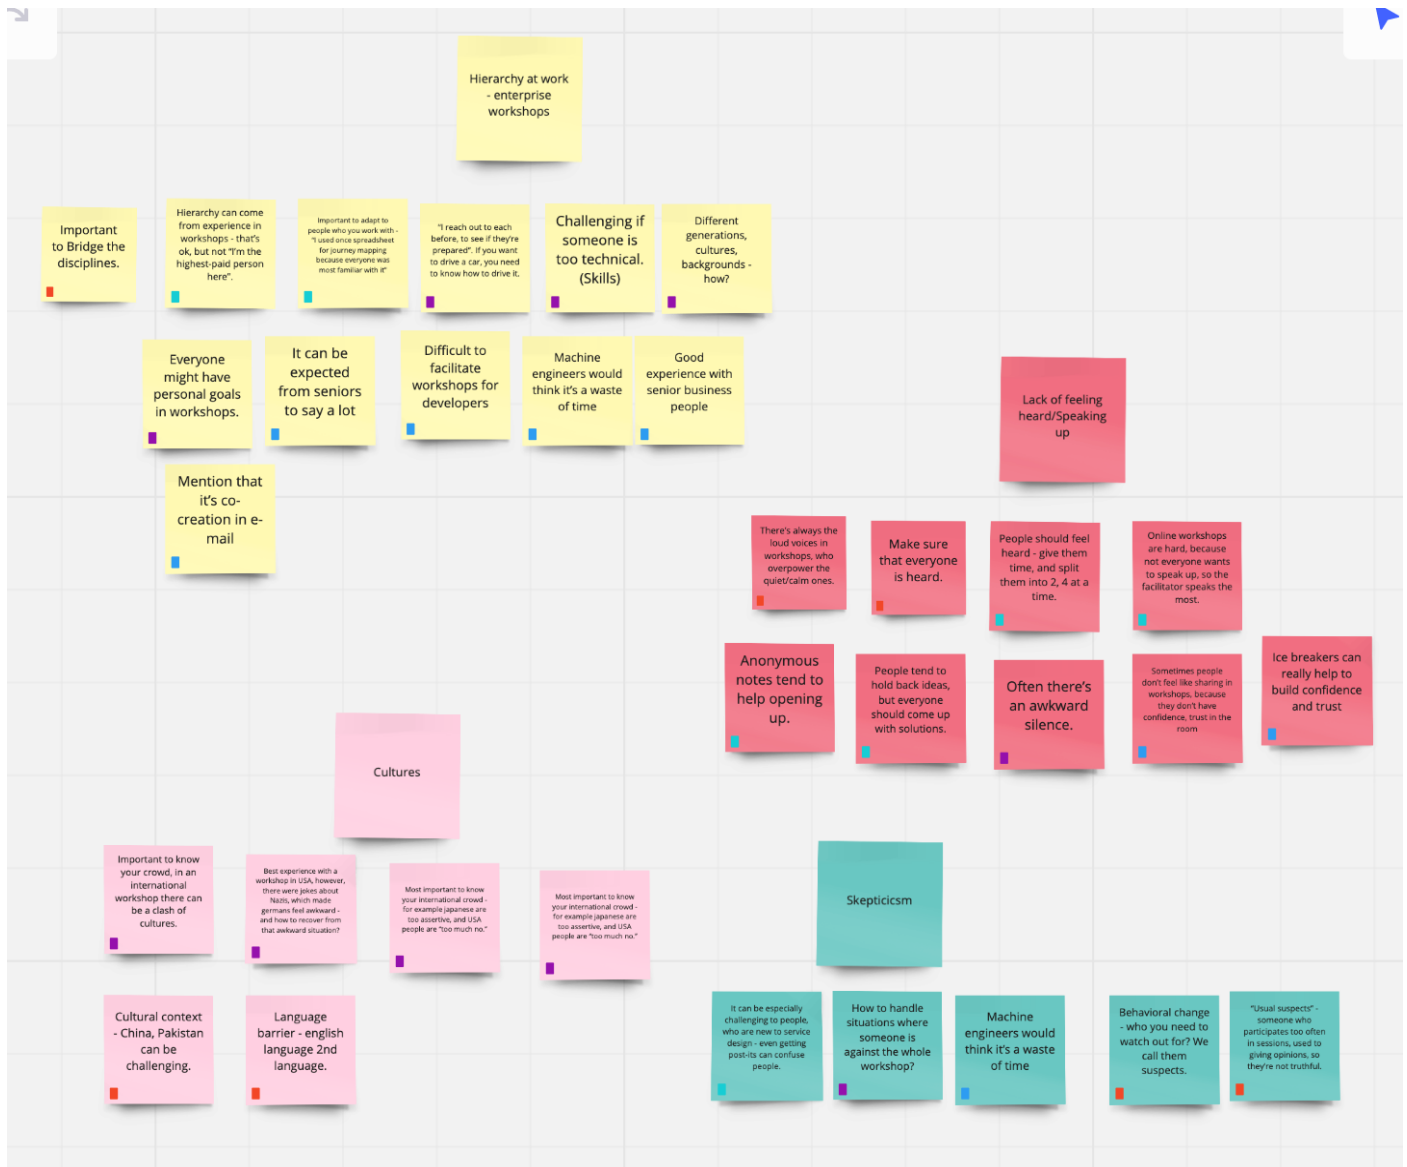 Hierarchy at work
- enterprise
workshops
Important
to Bridge the
disciplines.
Hierarchy can come
from experience in
workshops - that's
ok, but not "I'm the
highest-paid person
here".
Important to adapt to
people who you work with -
"I used once spreadsheet
for journey mapping
because everyone was
most familiar with it"
"I reach out to each
before, to see if they're
prepared". If you want
to drive a car, you need
to know how to drive it.
Challenging if
someone is
too technical.
(Skills)
Different
generations,
cultures,
backgrounds -
how?
Everyone
might have
personal goals
in workshops.
It can be
expected
from seniors
to say a lot
Difficult to
facilitate
workshops for
developers
Machine
engineers would
think it's a waste
of time
Good
experience with
senior business
people
Mention that
it's co-
creation in e-
mail
Lack of feeling
heard/Speaking
up
There's always the
loud voices in
workshops, who
overpower the
quiet/calm ones.
Make sure
that everyone
is heard.
People should feel
heard - give them
time, and split
them into 2, 4 at a
time.
Online workshops
are hard, because
not everyone wants
to speak up, so the
facilitator speaks the
most.
Anonymous
notes tend to
help opening
up.
People tend to
hold back ideas,
but everyone
should come up
with solutions.
Often there's
an awkward
silence.
Sometimes people
don't feel like sharing in
workshops, because
they don't have
confidence, trust in the
room
Ice breakers can
really help to
build confidence
and trust
Cultures
Important to know
your crowd, in an
international
workshop there can
be a clash of
cultures.
Best experience with a
workshop in USA, however,
there were jokes about
Nazis, which made
germans feel awkward -
and how to recover from
that awkward situation?
Most important to know
your international crowd -
for example japanese are
too assertive, and USA
people are "too much no."
Most important to know
your international crowd -
for example japanese are
too assertive, and USA
people are "too much no."
Cultural context
- China, Pakistan
can be
challenging.
Language
barrier - english
language 2nd
language.
Skepticicsm
It can be especially
challenging to people,
who are new to service
design - even getting
post-its can confuse
people.
How to handle
situations where
someone is
against the whole
workshop?
Machine
engineers would
think it's a waste
of time
Behavioral change
- who you need to
watch out for? We
call them
suspects.
"Usual suspects" -
someone who
participates too often
in sessions, used to
giving opinions, so
they're not truthful.